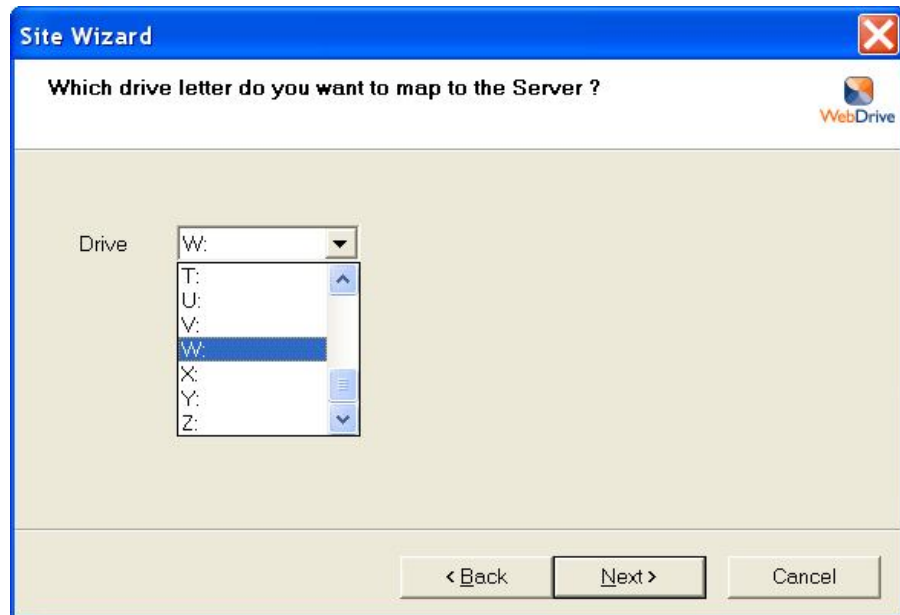 Site Wizard
Which drive letter do you want to map to the Server ?
WebDrive
Drive W:
T:
U:
V:
W:
X:
Y:
Z:
< Back Next > Cancel